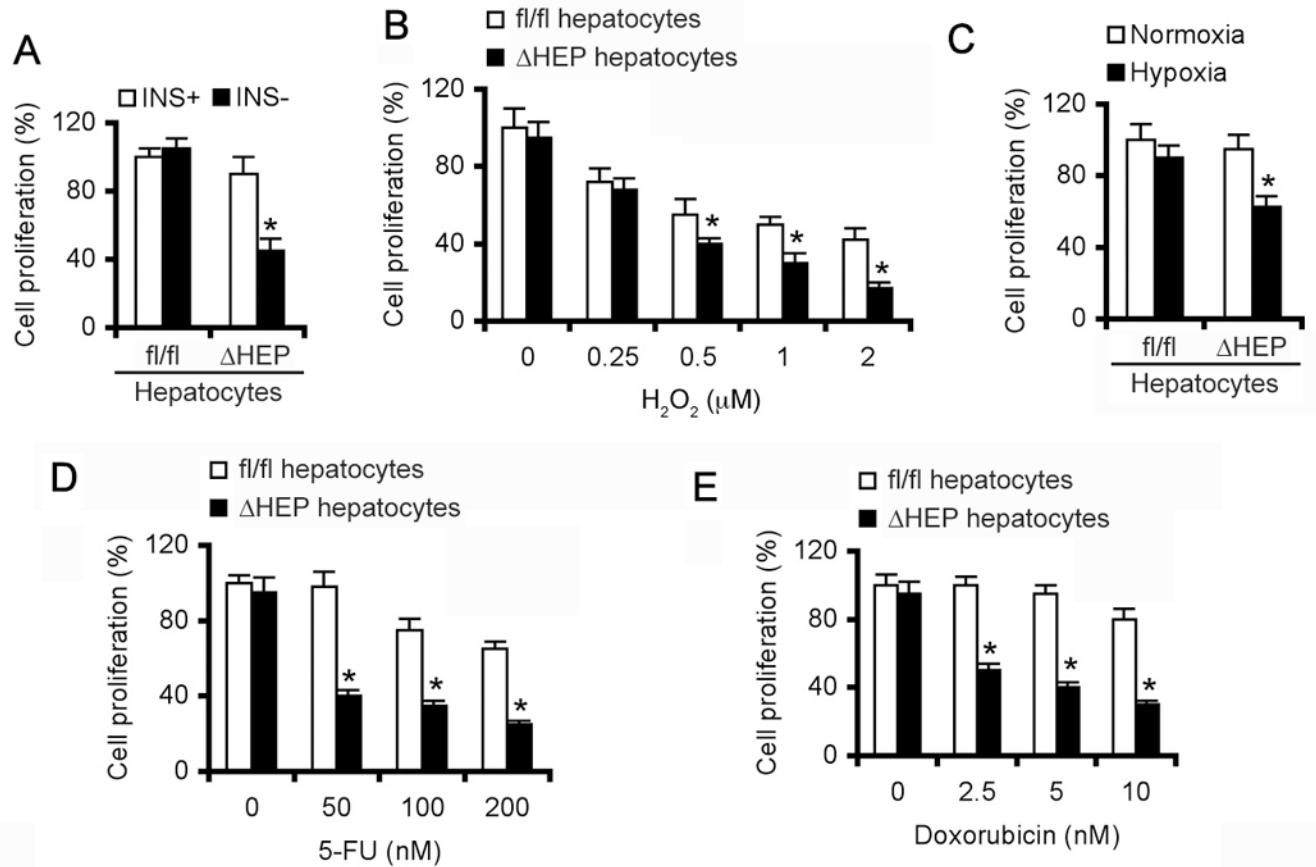 A
INS+ INS-
Cell proliferation (%)
120
80
40
0
*
fl/fl ΔHEP
Hepatocytes
B
fl/fl hepatocytes
ΔHEP hepatocytes
Cell proliferation (%)
120
80
40
0
* * *
0 0.25 0.5 1 2
H₂O₂ (μM)
C
Normoxia
Hypoxia
Cell proliferation (%)
120
80
40
0
*
fl/fl ΔHEP
Hepatocytes
D
fl/fl hepatocytes
ΔHEP hepatocytes
Cell proliferation (%)
120
80
40
0
* * *
0 50 100 200
5-FU (nM)
E
fl/fl hepatocytes
ΔHEP hepatocytes
Cell proliferation (%)
120
80
40
0
* * *
0 2.5 5 10
Doxorubicin (nM)